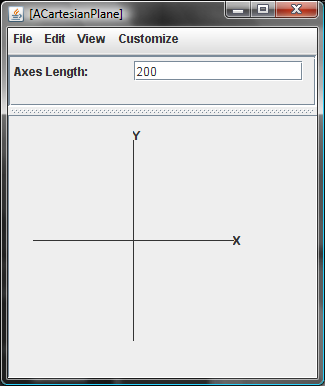 [ACartesianPlane]
File Edit View Customize
Axes Length: 200
Y
X